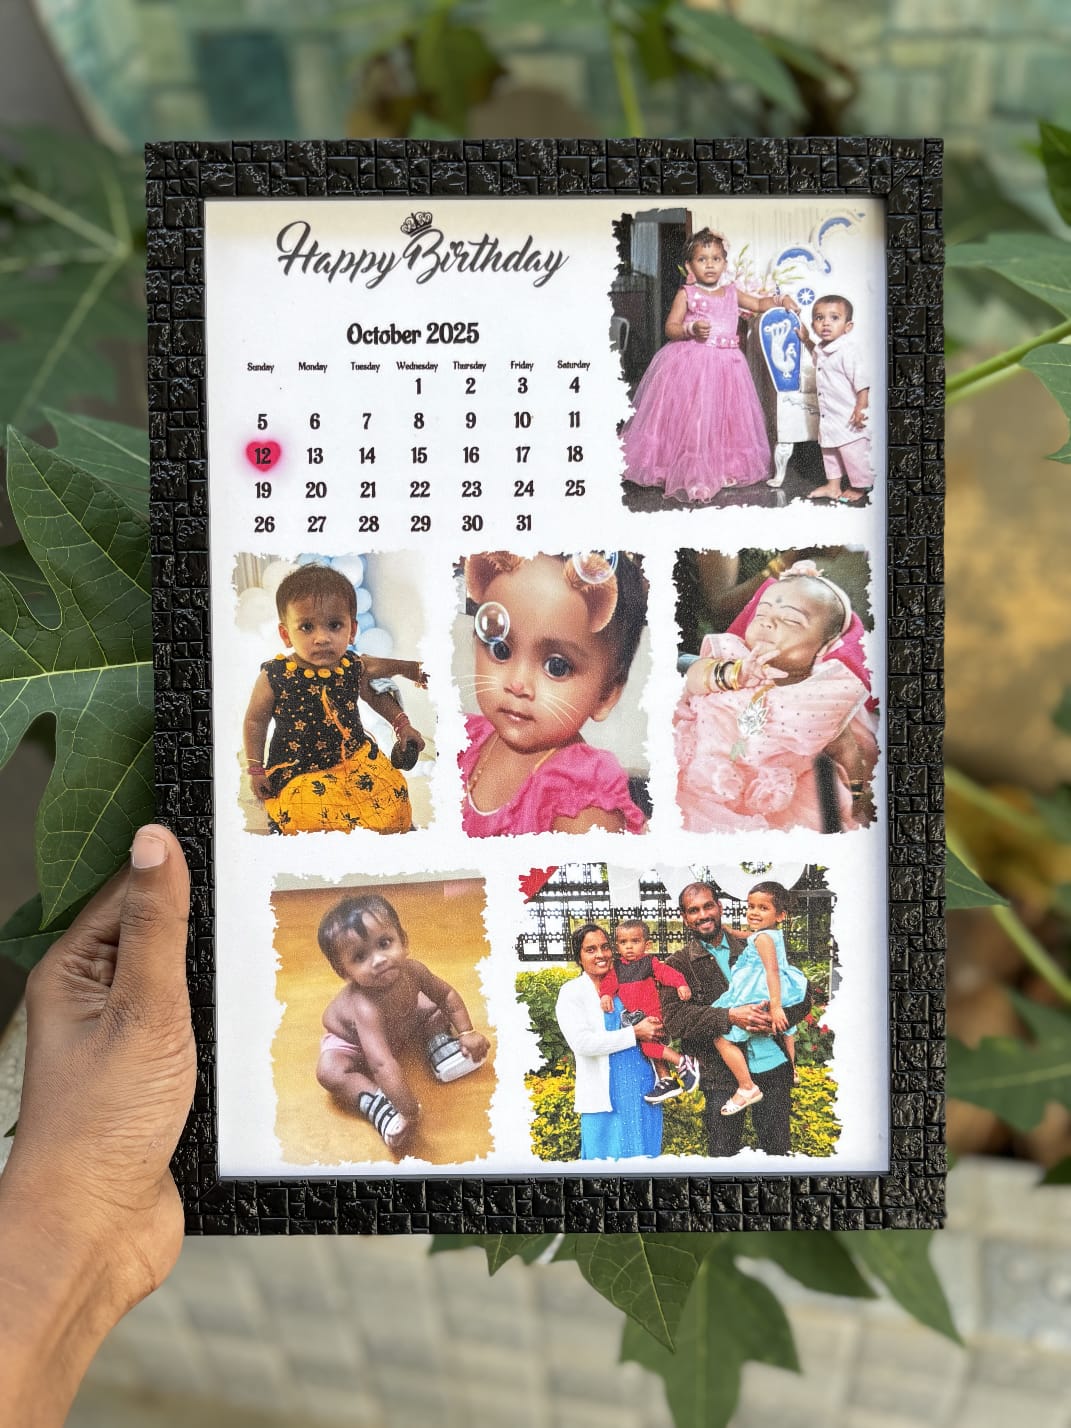 Happy Birthday
October 2025
Sunday Monday Tuesday Wednesday Thursday Friday Saturday
1 2 3 4
5 6 7 8 9 10 11
12 13 14 15 16 17 18
19 20 21 22 23 24 25
26 27 28 29 30 31